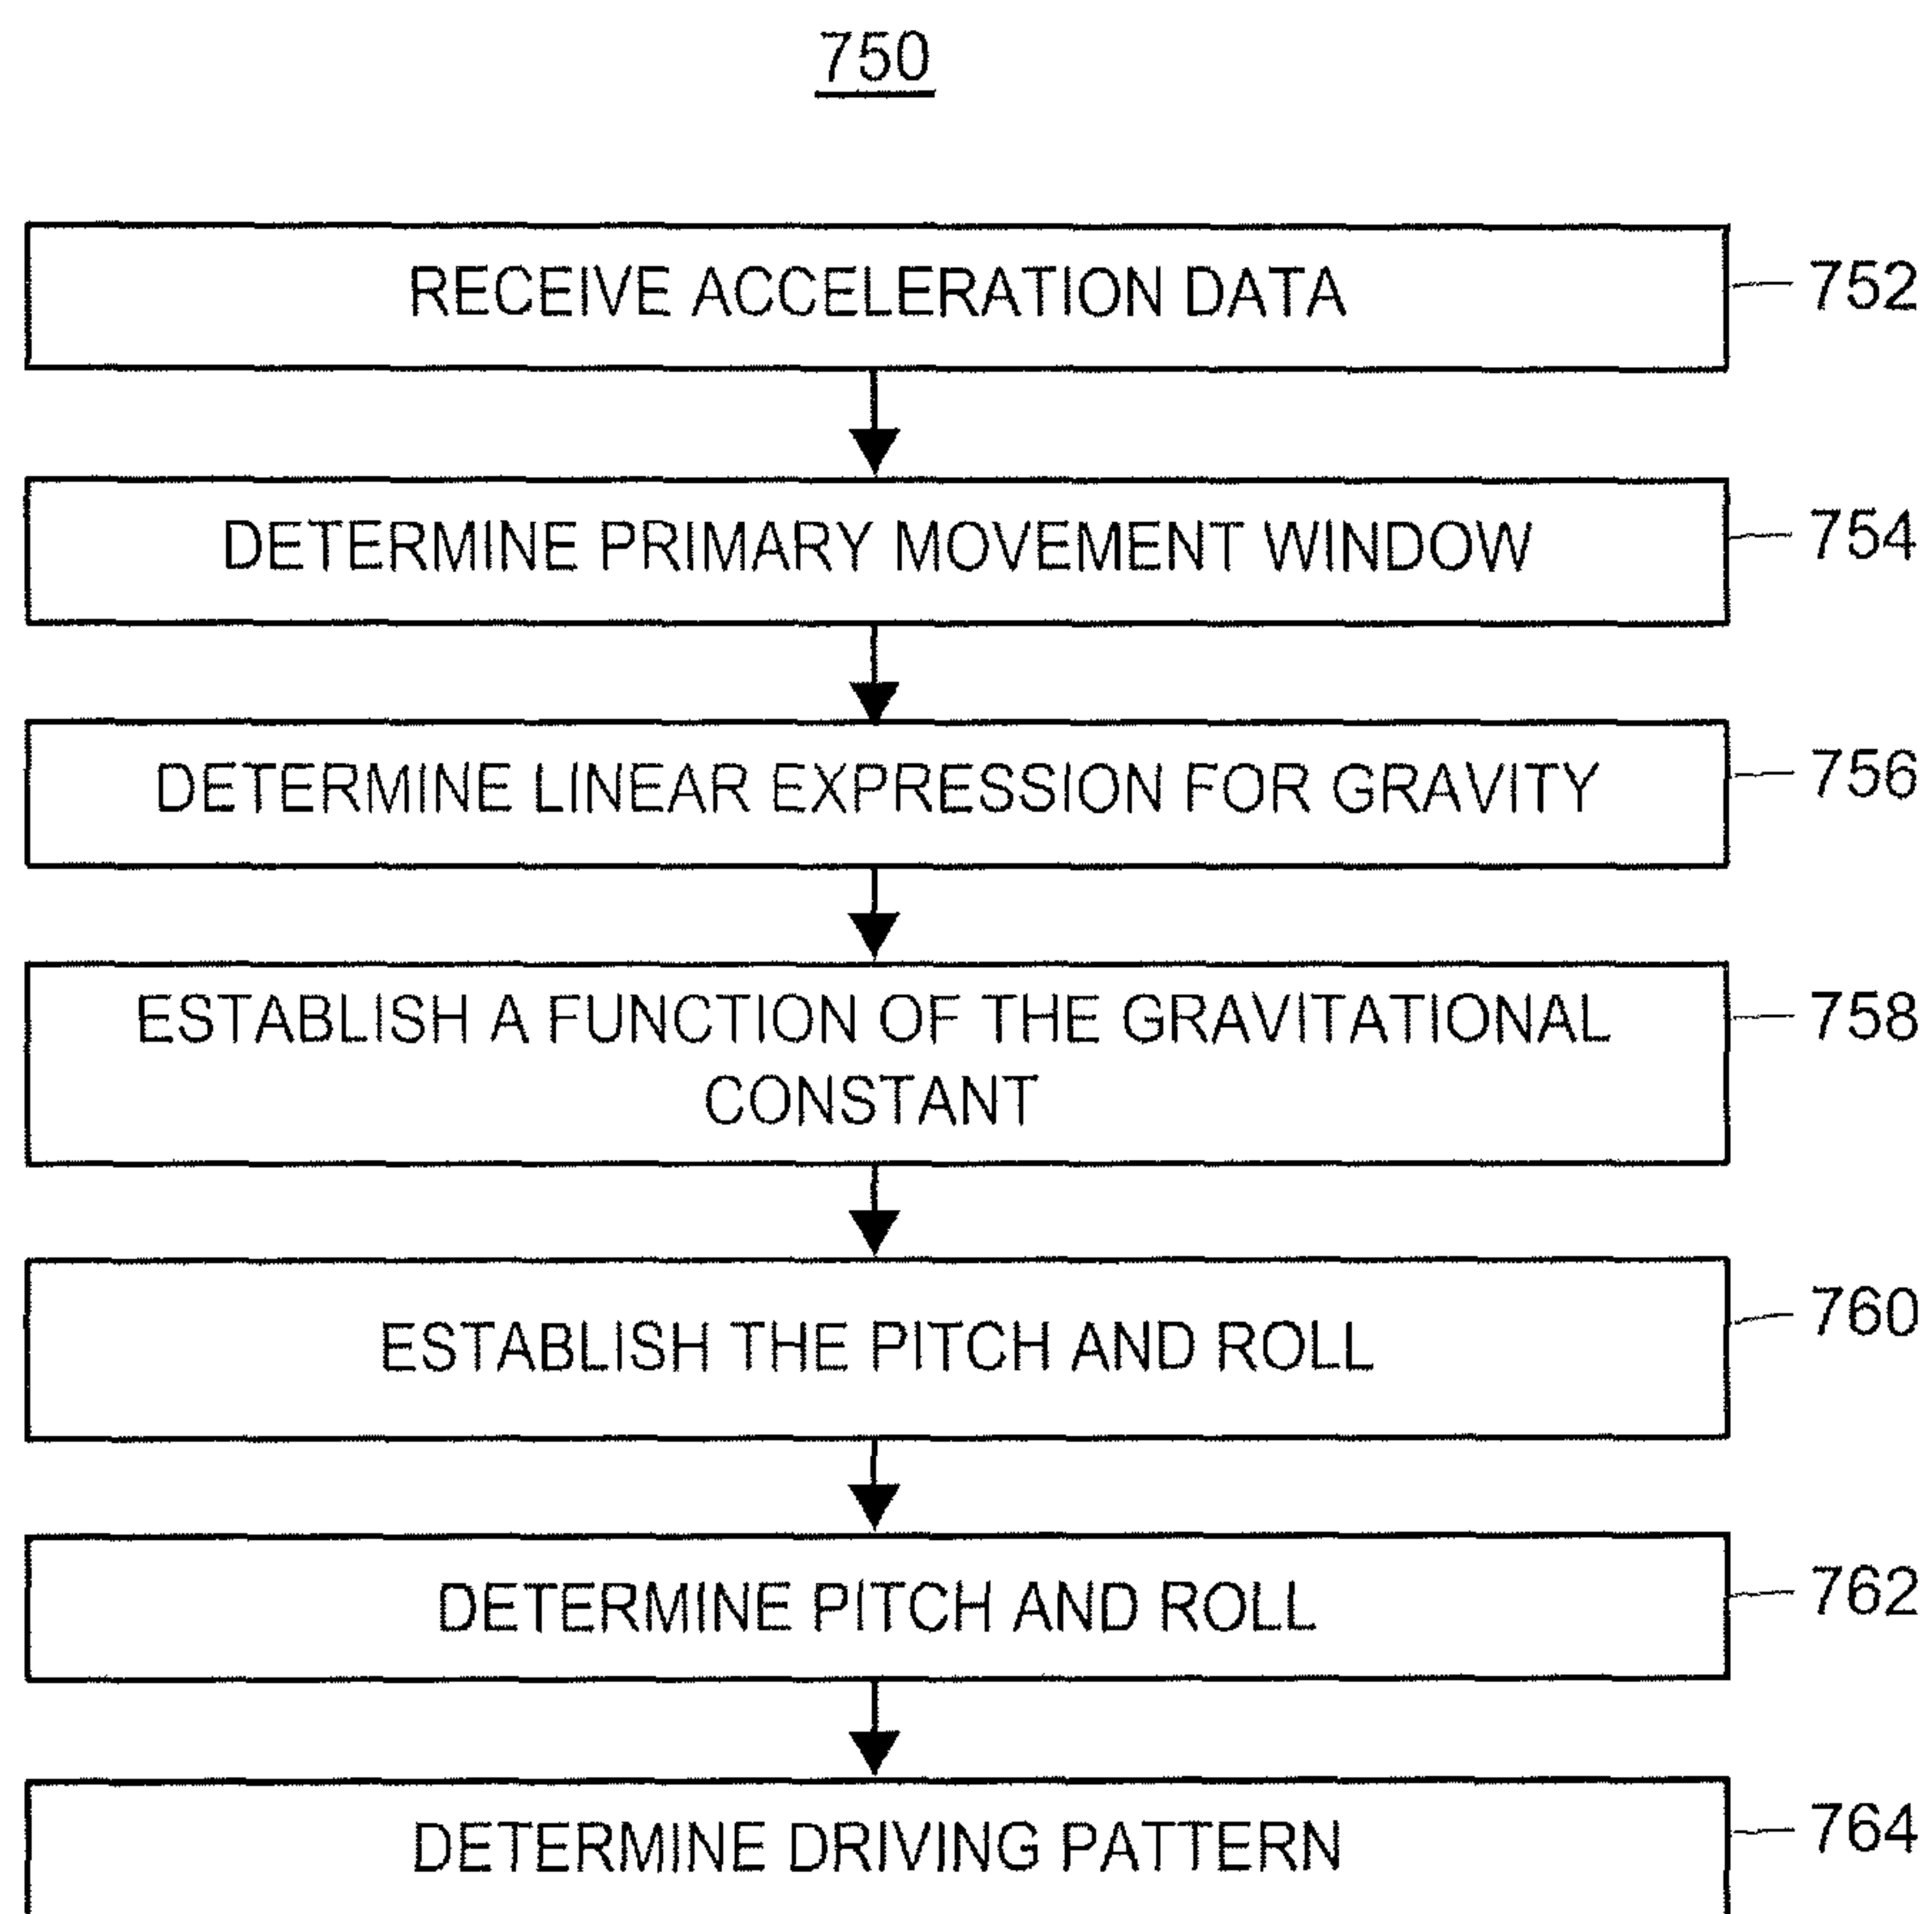 750
RECEIVE ACCELERATION DATA
752
DETERMINE PRIMARY MOVEMENT WINDOW
754
DETERMINE LINEAR EXPRESSION FOR GRAVITY
756
ESTABLISH A FUNCTION OF THE GRAVITATIONAL
CONSTANT
758
ESTABLISH THE PITCH AND ROLL
760
DETERMINE PITCH AND ROLL
762
DETERMINE DRIVING PATTERN
764